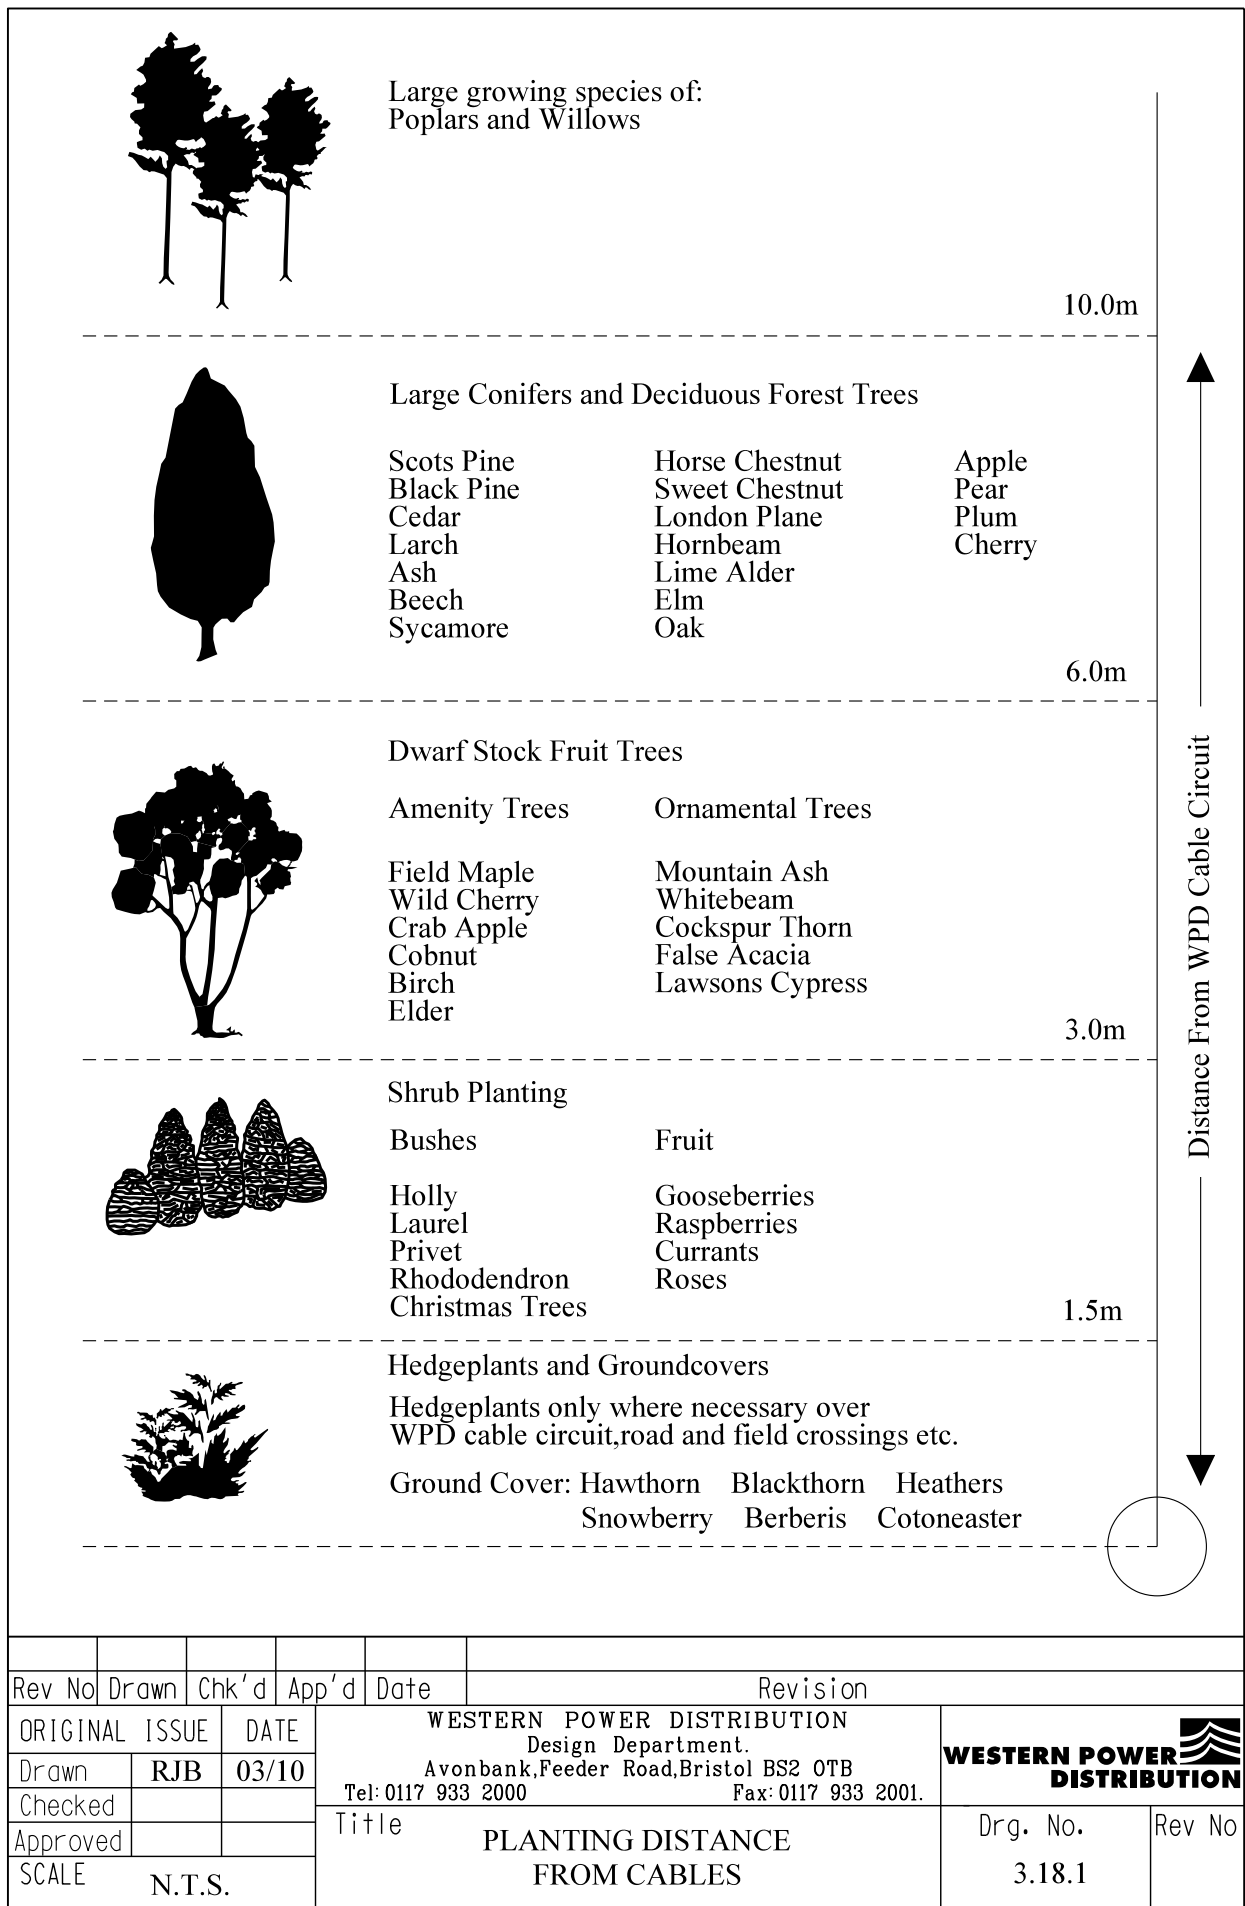 Large growing species of:
Poplars and Willows
10.0m
Large Conifers and Deciduous Forest Trees
Scots Pine Horse Chestnut Apple
Black Pine Sweet Chestnut Pear
Cedar London Plane Plum
Larch Hornbeam Cherry
Ash Lime Alder
Beech Elm
Sycamore Oak
6.0m
Dwarf Stock Fruit Trees
Amenity Trees Ornamental Trees
Field Maple Mountain Ash
Wild Cherry Whitebeam
Crab Apple Cockspur Thorn
Cobnut False Acacia
Birch Lawsons Cypress
Elder
3.0m
Distance From WPD Cable Circuit
Shrub Planting
Bushes Fruit
Holly Gooseberries
Laurel Raspberries
Privet Currants
Rhododendron Roses
Christmas Trees
1.5m
Hedgeplants and Groundcovers
Hedgeplants only where necessary over
WPD cable circuit,road and field crossings etc.
Ground Cover: Hawthorn Blackthorn Heathers
Snowberry Berberis Cotoneaster
Rev No Drawn Chk'd App'd Date Revision
ORIGINAL ISSUE DATE
Drawn RJB 03/10
Checked
Approved
SCALE N.T.S.
WESTERN POWER DISTRIBUTION
Design Department.
Avonbank,Feeder Road,Bristol BS2 0TB
Tel:0117 933 2000 Fax:0117 933 2001.
Title
PLANTING DISTANCE
FROM CABLES
WESTERN POWER
DISTRIBUTION
Drg. No. Rev No
3.18.1